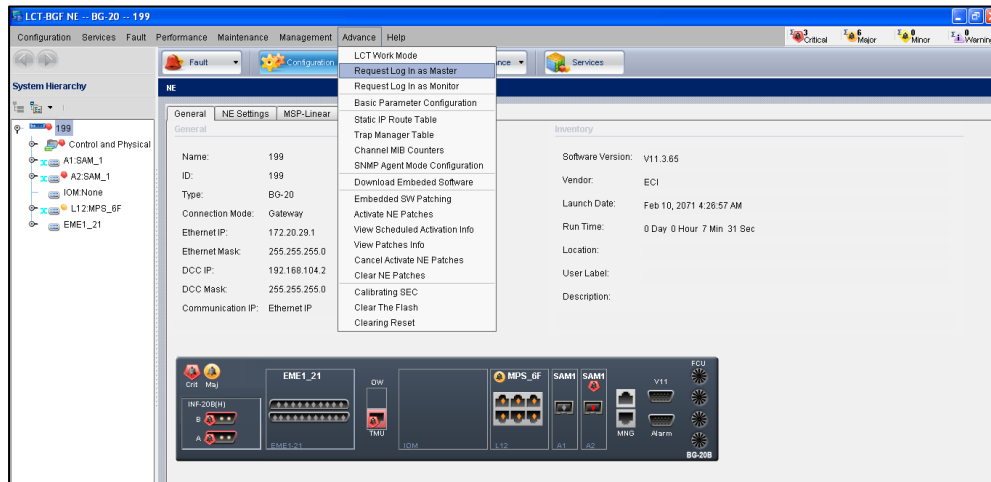 LCT-BGF NE -- BG-20 -- 199
Configuration Services Fault Performance Maintenance Management Advance Help
3 Critical 6 Major 0 Minor 0 Warnin
Fault Configuration nce Services
System Hierarchy
NE
199
Control and Physical
A1:SAM_1
A2:SAM_1
IOM:None
L12:MPS_6F
EME1_21
General NE Settings MSP-Linear
General
Name: 199
ID: 199
Type: BG-20
Connection Mode: Gateway
Ethernet IP: 172.20.29.1
Ethernet Mask: 255.255.255.0
DCC IP: 192.168.104.2
DCC Mask: 255.255.255.0
Communication IP: Ethernet IP
LCT Work Mode
Request Log In as Master
Request Log In as Monitor
Basic Parameter Configuration
Static IP Route Table
Trap Manager Table
Channel MIB Counters
SNMP Agent Mode Configuration
Download Embeded Software
Embedded SW Patching
Activate NE Patches
View Scheduled Activation Info
View Patches Info
Cancel Activate NE Patches
Clear NE Patches
Calibrating SEC
Clear The Flash
Clearing Reset
Inventory
Software Version: V11.3.65
Vendor: ECI
Launch Date: Feb 10, 2071 4:26:57 AM
Run Time: 0 Day 0 Hour 7 Min 31 Sec
Location:
User Label:
Description:
Crit Maj
INF-20B(H)
B
A
EME1_21
EME1-21
OW
TMU
IOM
MPS_6F
L12
SAM1
A1
SAM1
A2
MNG
V11
Alarm
FCU
BG-20B